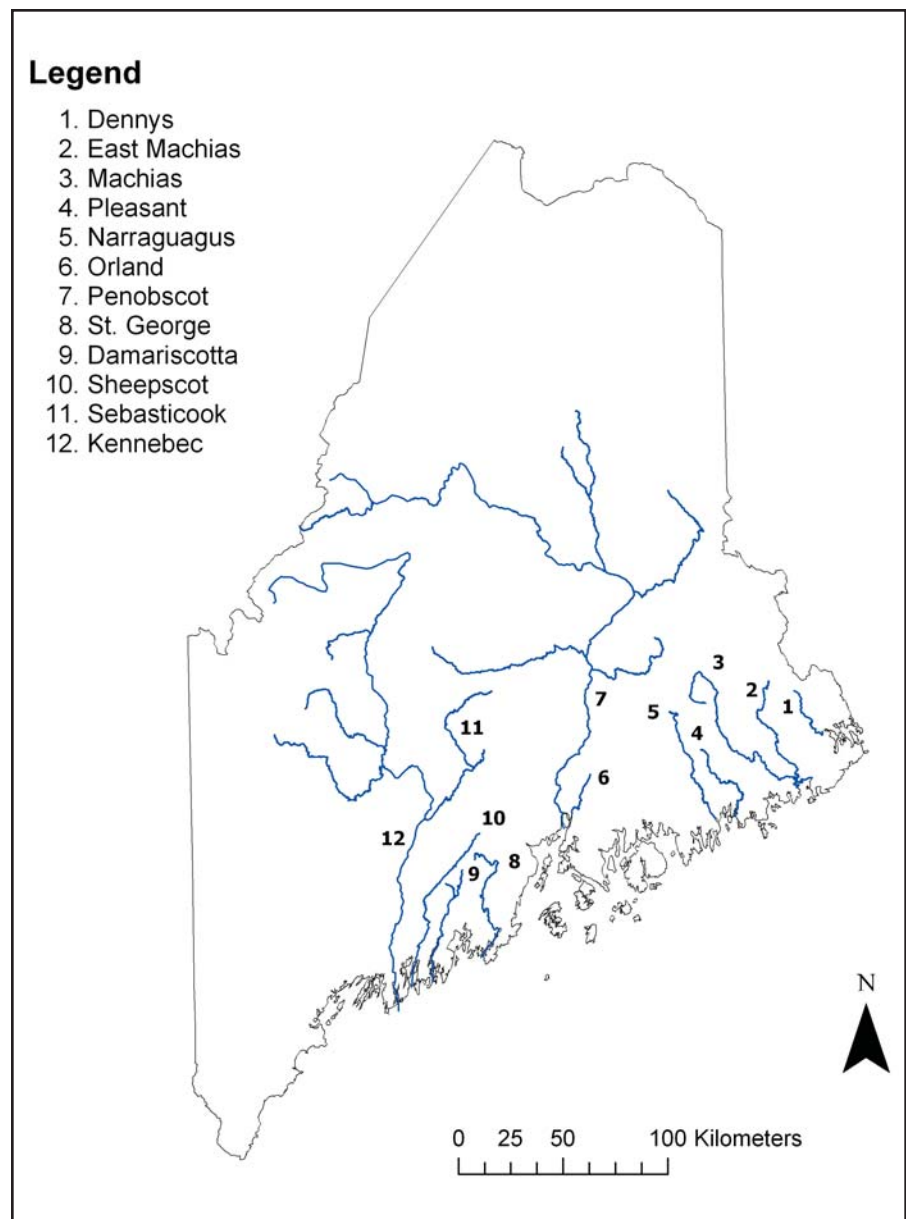 Legend
1. Dennys
2. East Machias
3. Machias
4. Pleasant
5. Narraguagus
6. Orland
7. Penobscot
8. St. George
9. Damariscotta
10. Sheepscot
11. Sebasticook
12. Kennebec
3
2
1
7
5
4
11
6
10
12
8
9
N
0 25 50 100 Kilometers